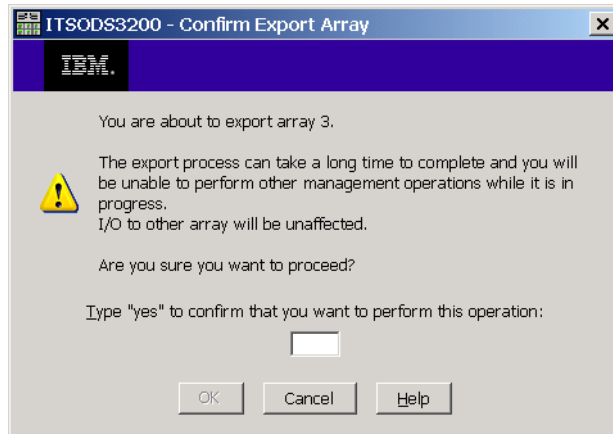 ITSODS3200 - Confirm Export Array
IBM.
You are about to export array 3.
The export process can take a long time to complete and you will
be unable to perform other management operations while it is in
progress.
I/O to other array will be unaffected.
Are you sure you want to proceed?
Type "yes" to confirm that you want to perform this operation:
OK Cancel Help